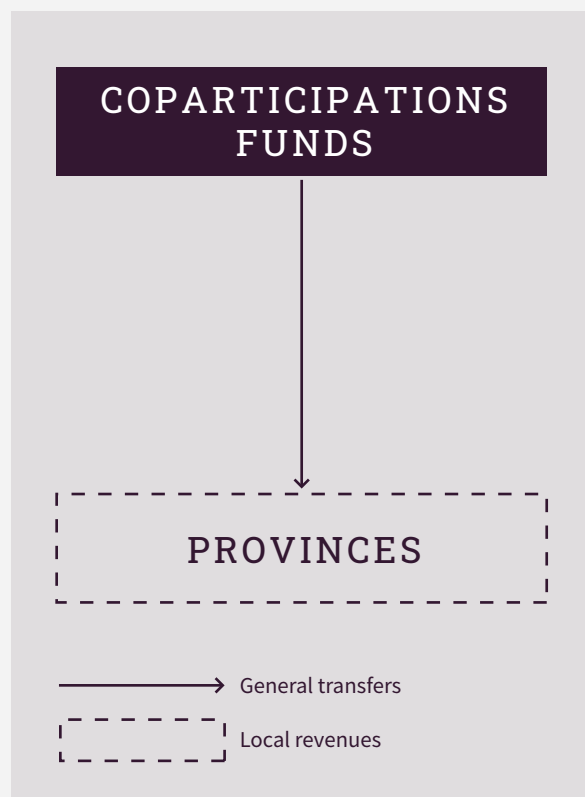 COPARTICIPATIONS
FUNDS
PROVINCES
General transfers
Local revenues